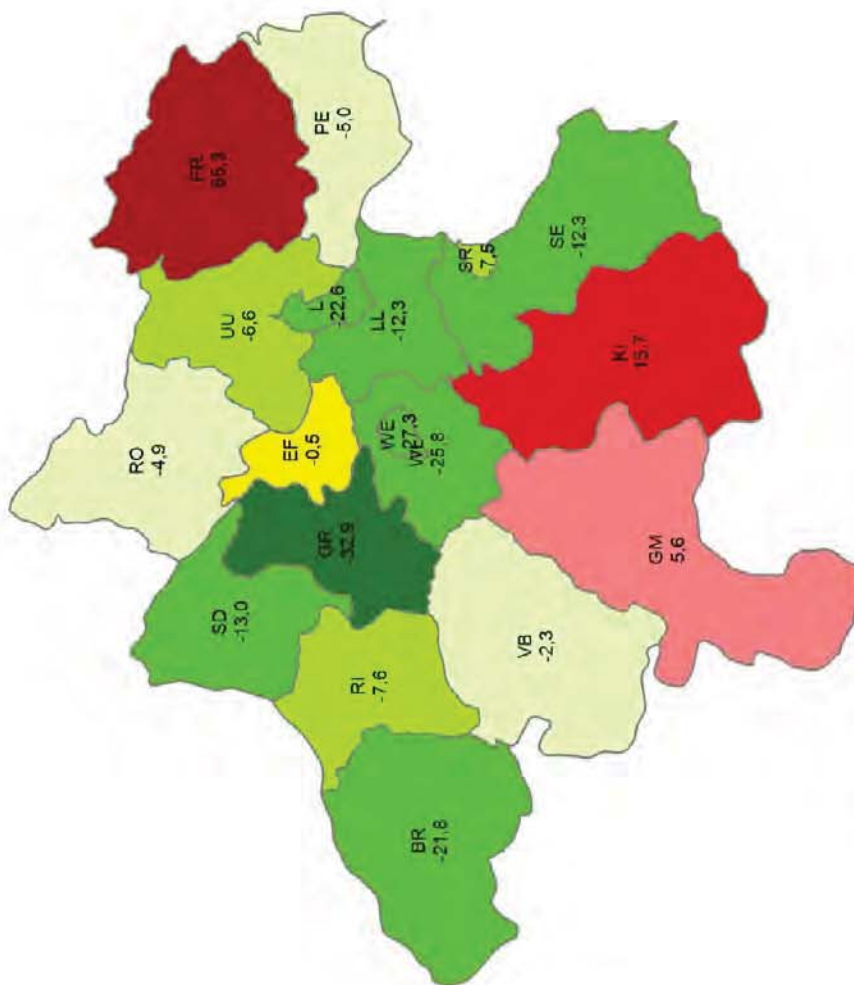 RO
-4,9
FR
65,3
SD
-13,0
UU
-6,6
EF
-0,5
GR
-32,9
L
-22,6
PE
-5,0
RI
-7,6
LL
-12,3
WE
-27,3
WE
-25,8
BR
-21,8
SR
-7,5
VB
-2,3
SE
-12,3
KI
15,7
GM
5,6